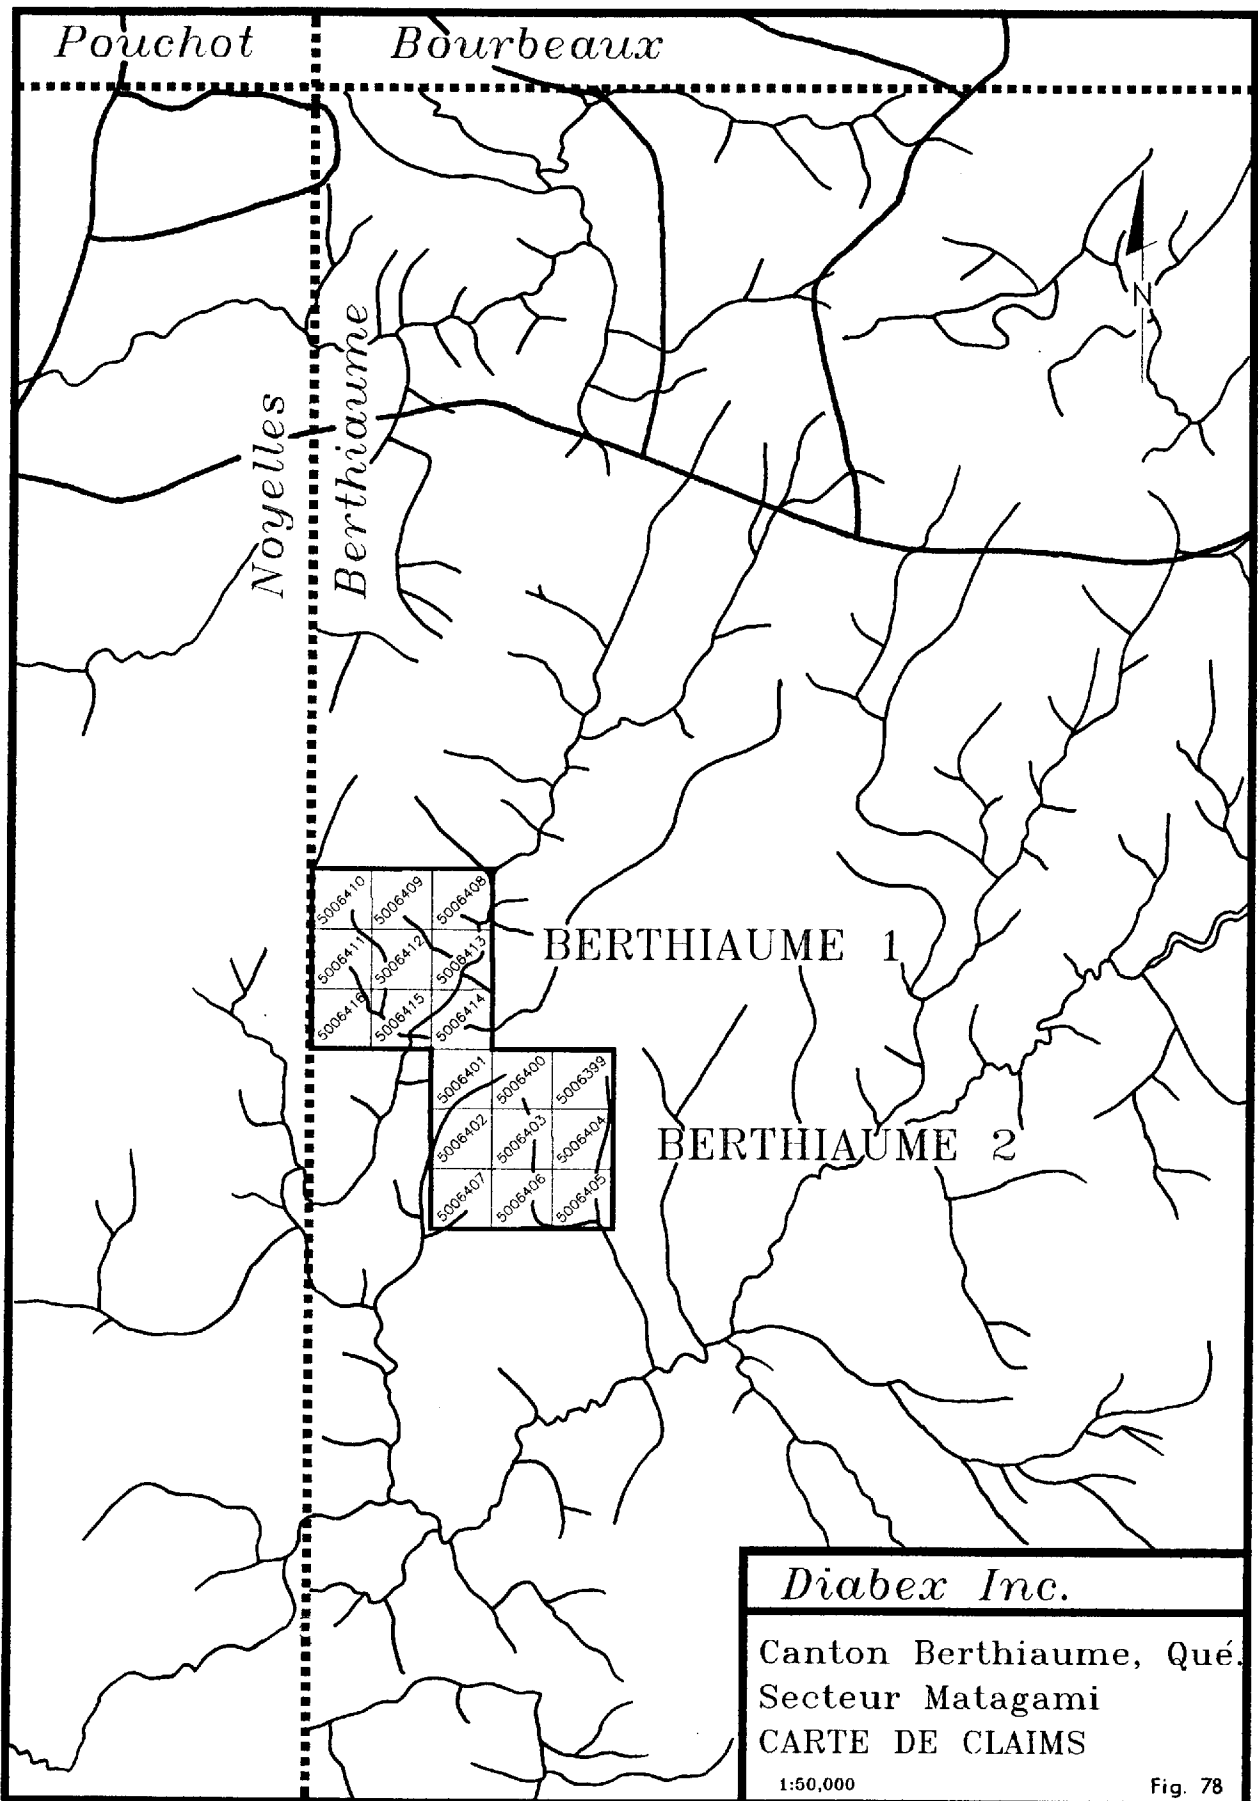 Pouchot
Bourbeaux
N
Noyelles
Berthiaume
5006410
5006409
5006408
5006411
5006412
5006413
BERTHIAUME 1
5006416
5006415
5006414
5006401
5006400
5006399
5006402
5006403
5006404
BERTHIAUME 2
5006407
5006406
5006405
Diabex Inc.
Canton Berthiaume, Qué.
Secteur Matagami
CARTE DE CLAIMS
1:50,000
Fig. 78